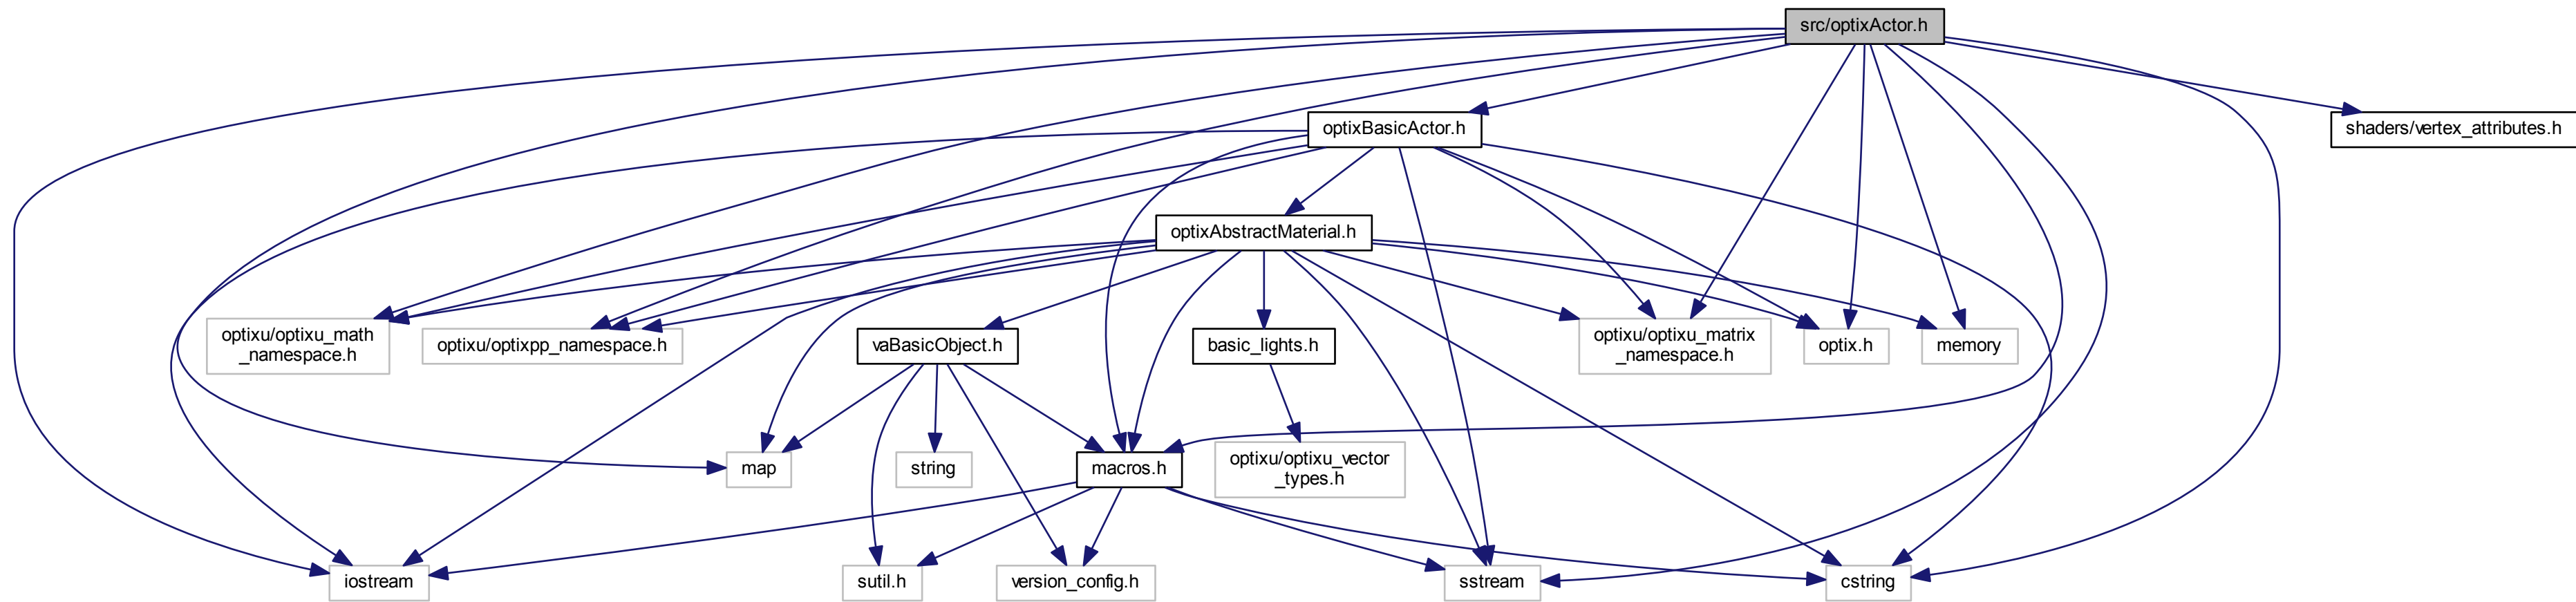 src/optixActor.h
optixBasicActor.h
shaders/vertex_attributes.h
optixAbstractMaterial.h
optixu/optixu_math
_namespace.h
optixu/optixpp_namespace.h
vaBasicObject.h
basic_lights.h
optixu/optixu_matrix
_namespace.h
optix.h
memory
map
string
macros.h
optixu/optixu_vector
_types.h
iostream
sutil.h
version_config.h
sstream
cstring